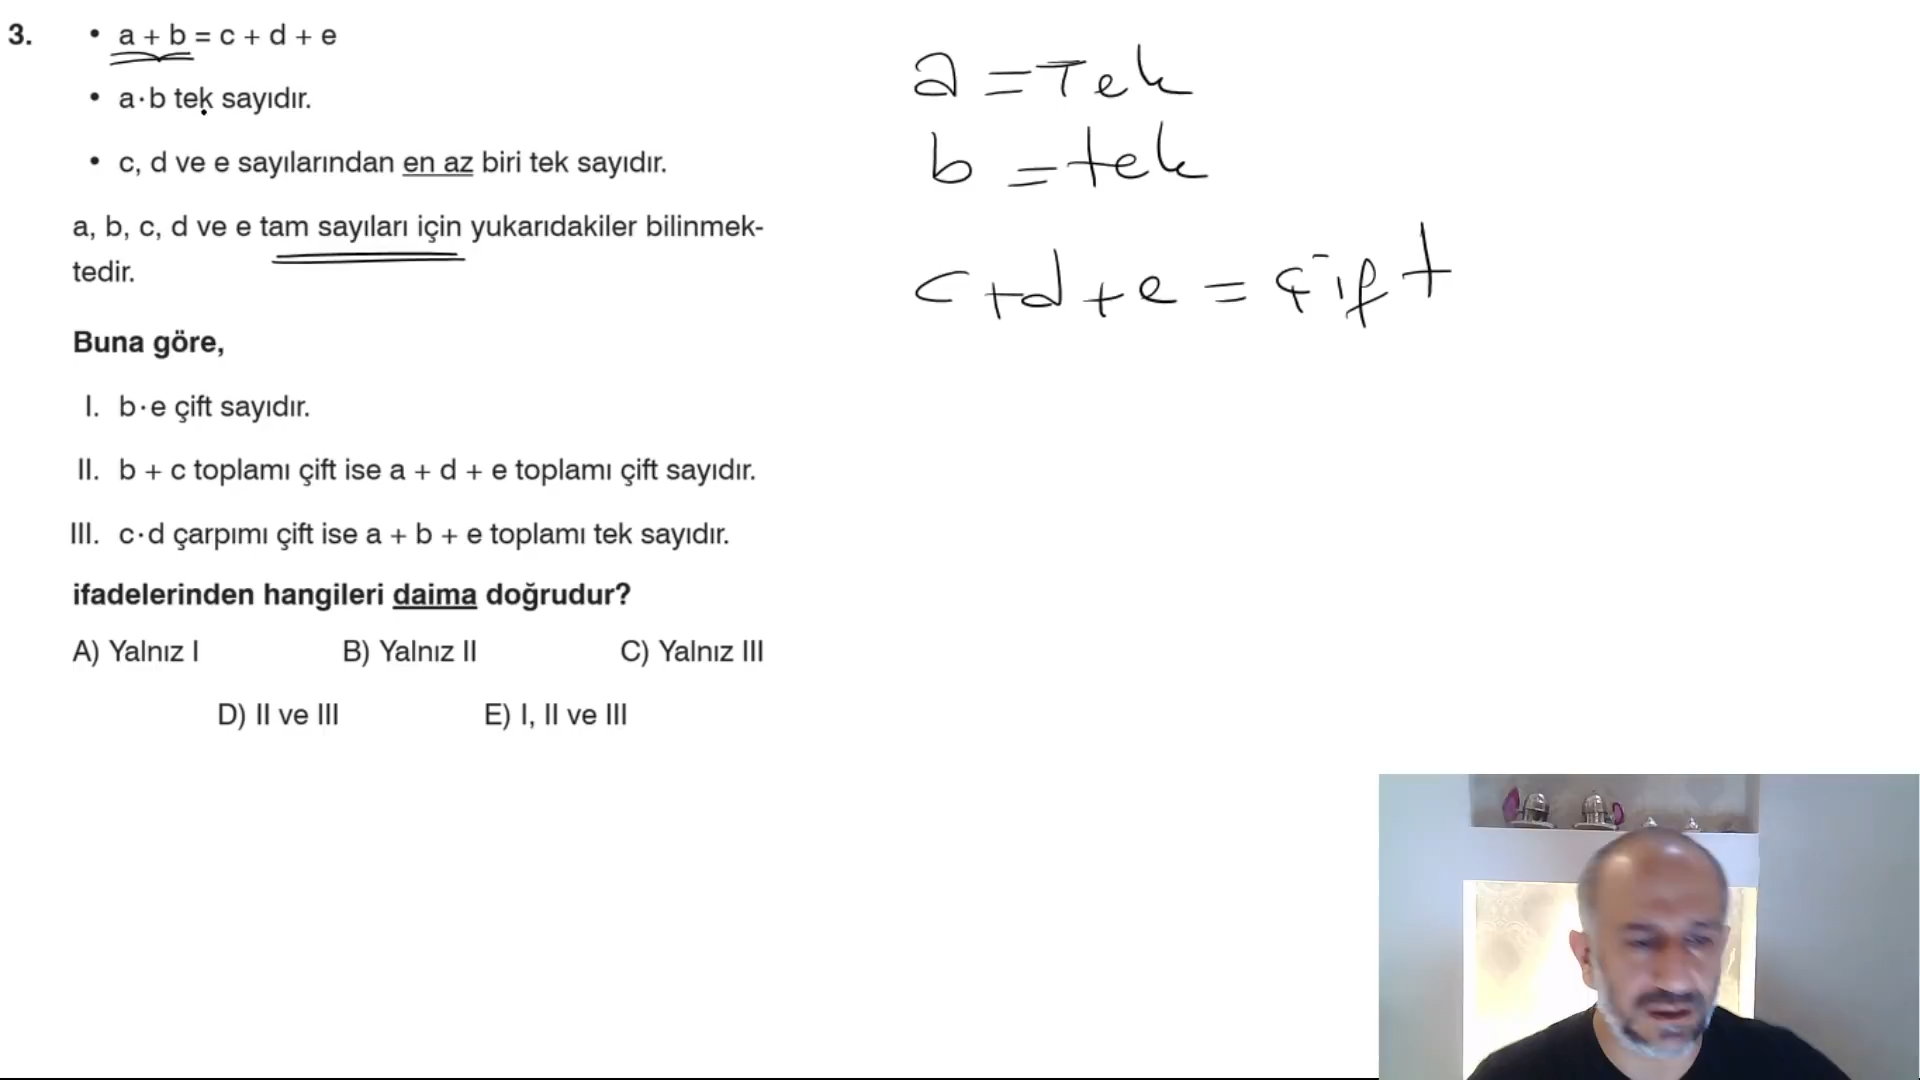 3. • a + b = c + d + e
• a·b tek sayıdır.
• c, d ve e sayılarından en az biri tek sayıdır.
a, b, c, d ve e tam sayıları için yukarıdakiler bilinmek-
tedir.
Buna göre,
I. b·e çift sayıdır.
II. b + c toplamı çift ise a + d + e toplamı çift sayıdır.
III. c·d çarpımı çift ise a + b + e toplamı tek sayıdır.
ifadelerinden hangileri daima doğrudur?
A) Yalnız I B) Yalnız II C) Yalnız III
D) II ve III E) I, II ve III
a = Tek
b = tek
c + d + e = çift